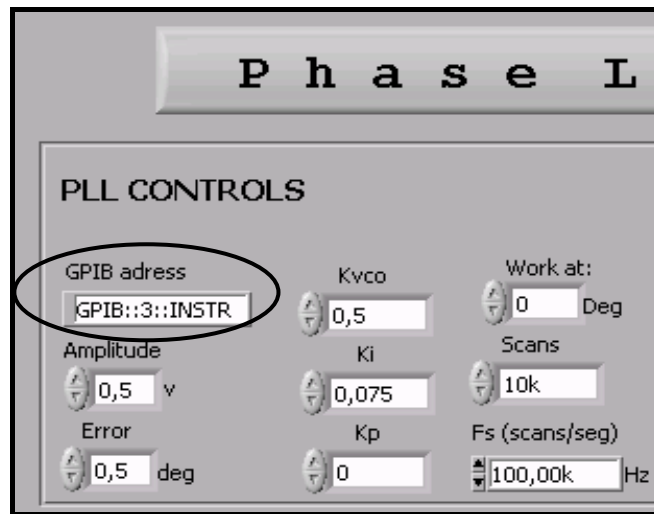 P h a s e L
PLL CONTROLS
GPIB adress
GPIB::3::INSTR
Amplitude
0,5 v
Error
0,5 deg
Kvco
0,5
Ki
0,075
Kp
0
Work at:
0 Deg
Scans
10k
Fs (scans/seg)
100,00k Hz